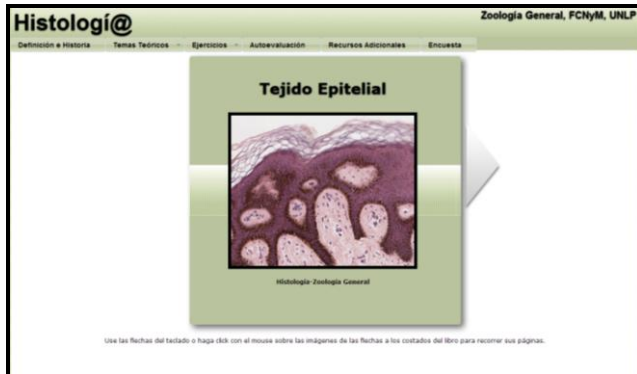 Histologí@
Zoología General, FCNyM, UNLP
Definición e Historia Temas Teóricos Ejercicios Autoevaluación Recursos Adicionales Encuesta
Tejido Epitelial
Histología-Zoología General
Use las flechas del teclado o haga click con el mouse sobre las imágenes de las flechas a los costados del libro para recorrer sus páginas.